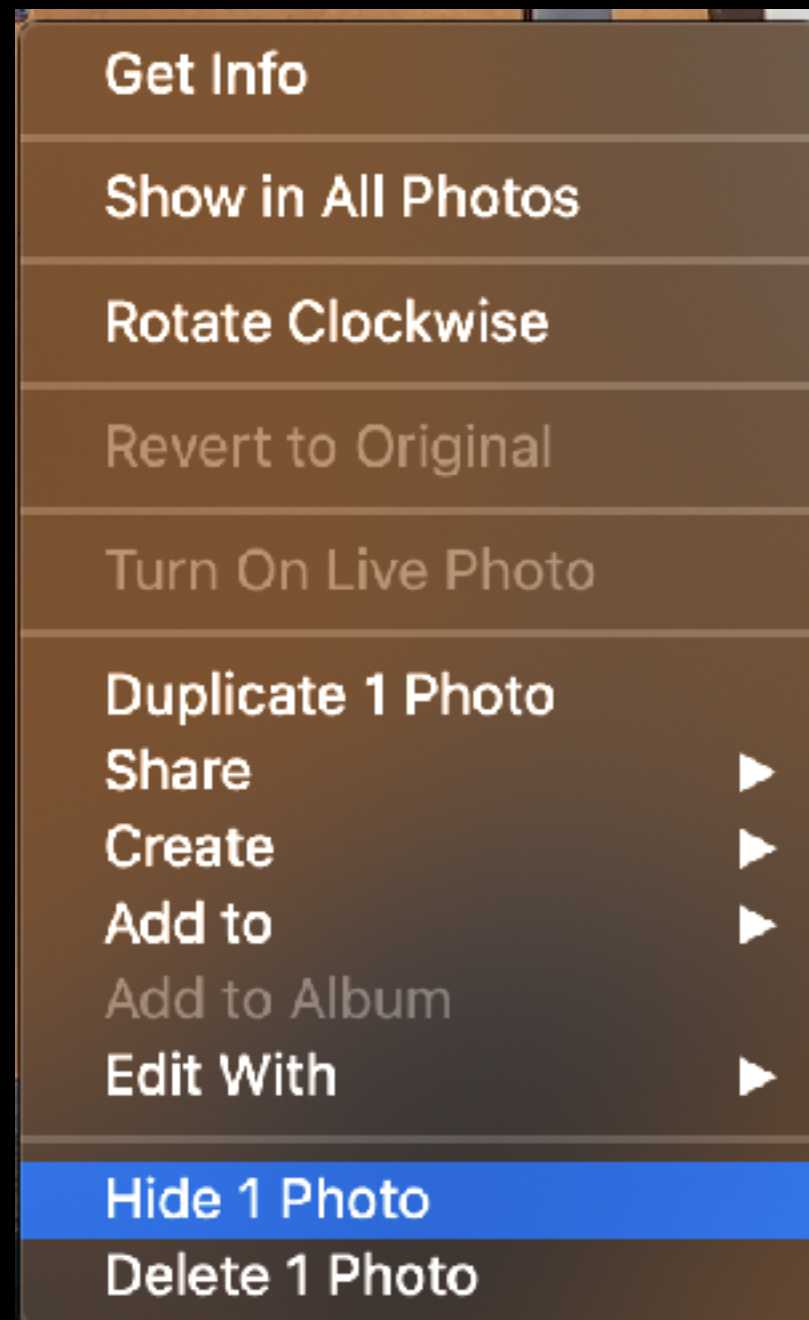 Get Info
Show in All Photos
Rotate Clockwise
Revert to Original
Turn On Live Photo
Duplicate 1 Photo
Share
Create
Add to
Add to Album
Edit With
Hide 1 Photo
Delete 1 Photo